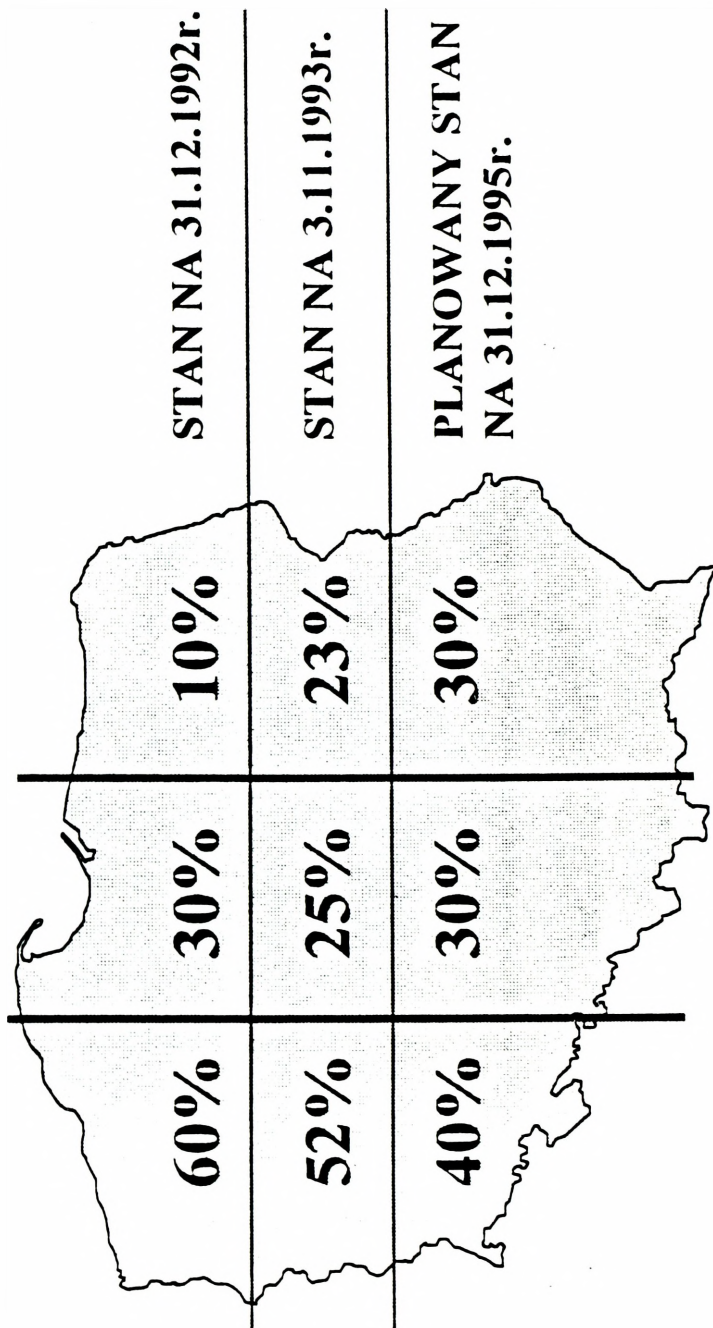 60% 30% 10% STAN NA 31.12.1992r.
52% 25% 23% STAN NA 3.11.1993r.
40% 30% 30% PLANOWANY STAN
NA 31.12.1995r.